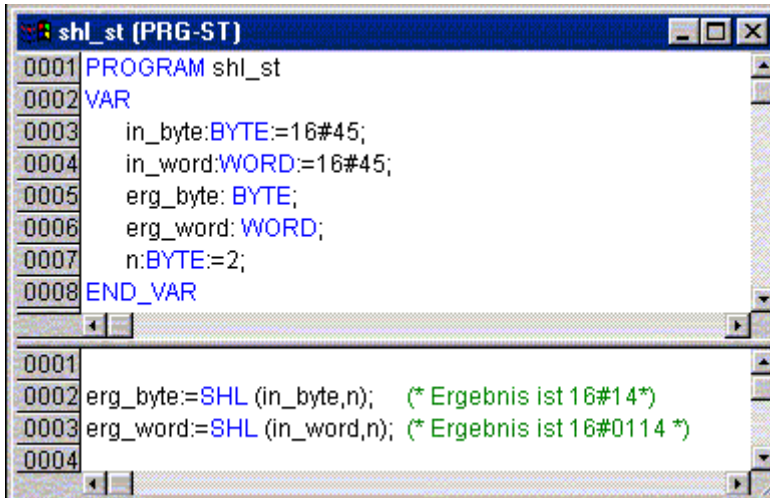 shl_st (PRG-ST)
0001 PROGRAM shl_st
0002 VAR
0003 in_byte:BYTE:=16#45;
0004 in_word:WORD:=16#45;
0005 erg_byte: BYTE;
0006 erg_word: WORD;
0007 n:BYTE:=2;
0008 END_VAR
0001
0002 erg_byte:=SHL (in_byte,n); (* Ergebnis ist 16#14*)
0003 erg_word:=SHL (in_word,n); (* Ergebnis ist 16#0114 *)
0004